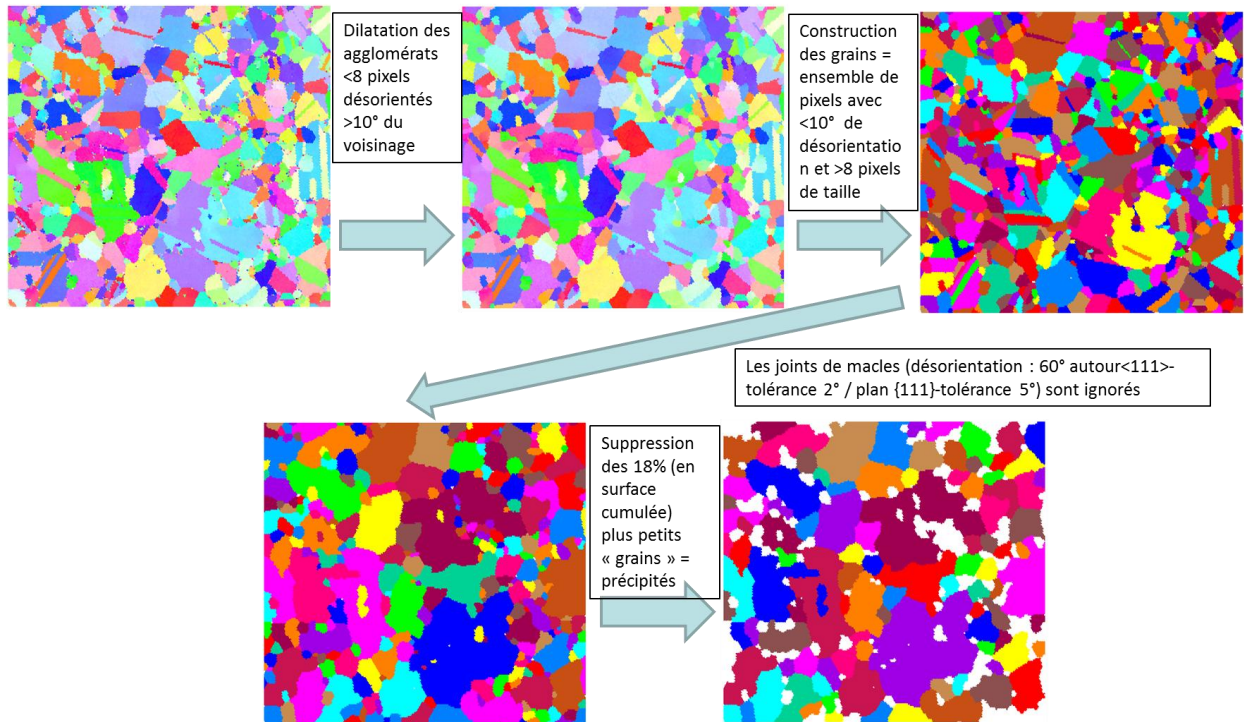 Dilatation des
agglomérats
<8 pixels
désorientés
>10° du
voisinage
Construction
des grains =
ensemble de
pixels avec
<10° de
désorientatio
n et >8 pixels
de taille
Les joints de macles (désorientation : 60° autour<111>-
tolérance 2° / plan {111}-tolérance 5°) sont ignorés
Suppression
des 18% (en
surface
cumulée)
plus petits
« grains » =
précipités